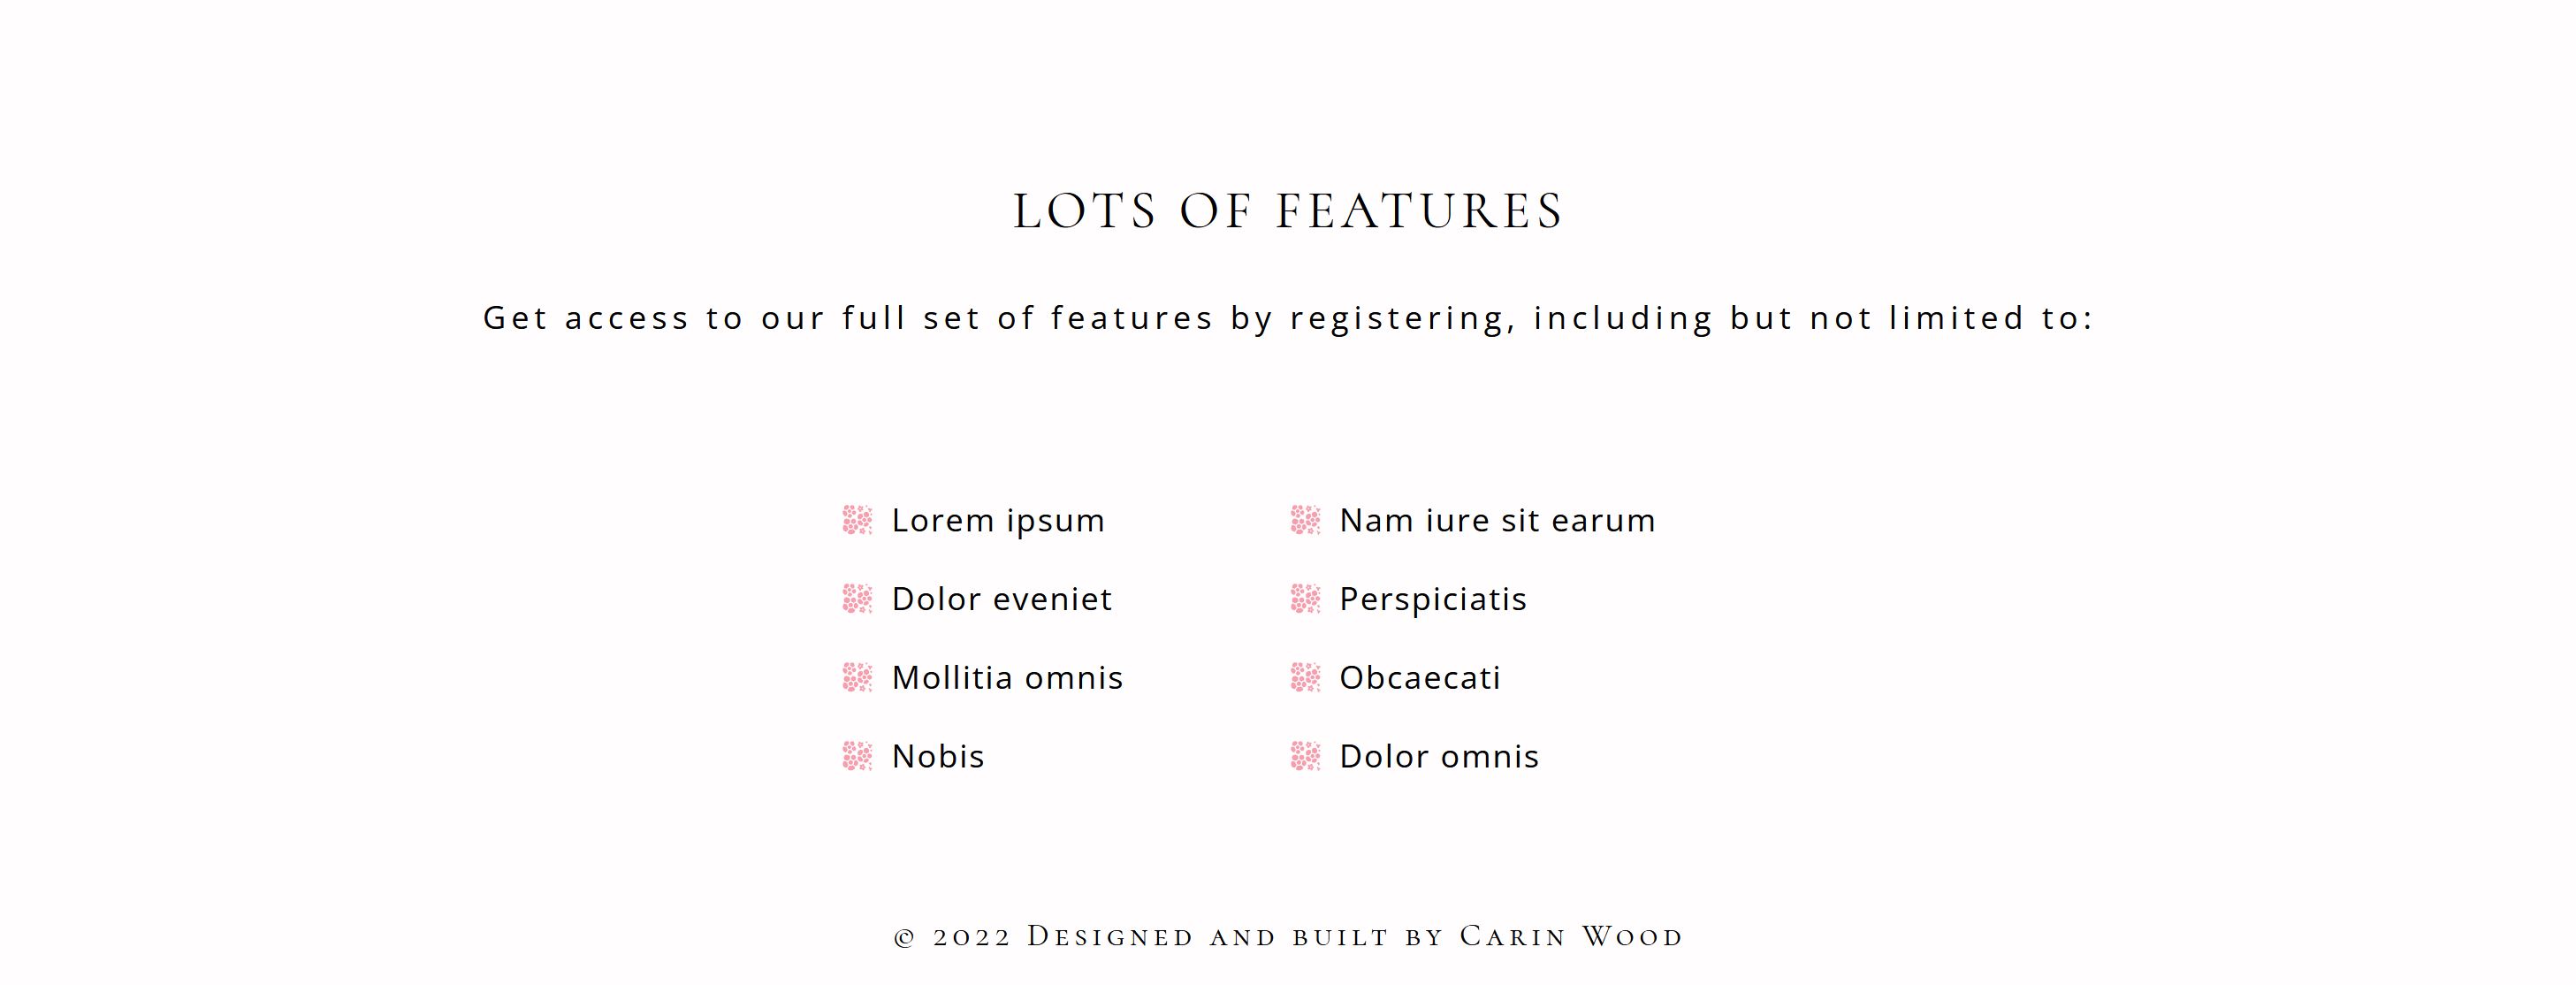 LOTS OF FEATURES
Get access to our full set of features by registering, including but not limited to:
Lorem ipsum
Dolor eveniet
Mollitia omnis
Nobis
Nam iure sit earum
Perspiciatis
Obcaecati
Dolor omnis
© 2022 Designed and built by Carin Wood